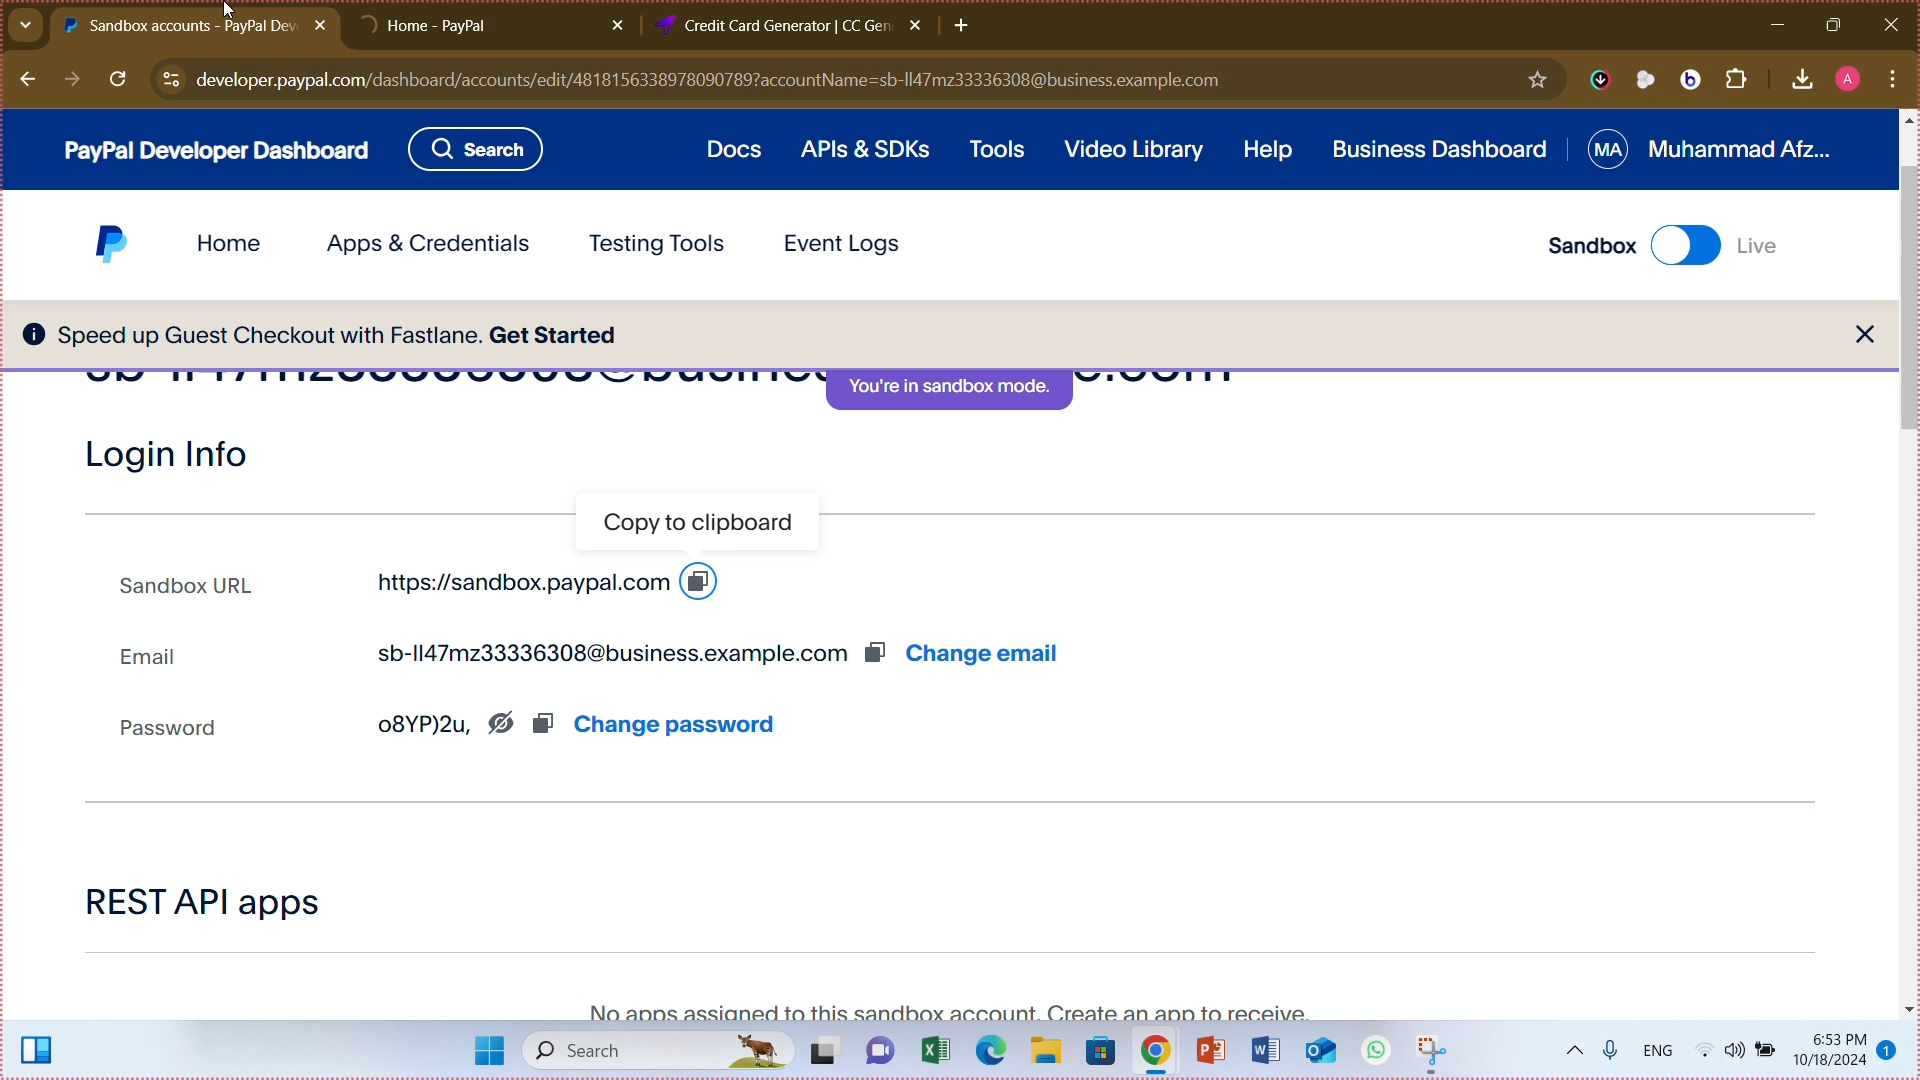 Sandbox accounts - PayPal Dev
Home - PayPal
Credit Card Generator | CC Gen
developer.paypal.com/dashboard/accounts/edit/4818156338978090789?accountName=sb-ll47mz33336308@business.example.com
A
PayPal Developer Dashboard
Search
Docs
APIs & SDKs
Tools
Video Library
Help
Business Dashboard
MA
Muhammad Afz...
Home
Apps & Credentials
Testing Tools
Event Logs
Sandbox
Live
Speed up Guest Checkout with Fastlane. Get Started
You're in sandbox mode.
Login Info
Copy to clipboard
Sandbox URL
https://sandbox.paypal.com
Email
sb-ll47mz33336308@business.example.com
Change email
Password
o8YP)2u,
Change password
REST API apps
No apps assigned to this sandbox account. Create an app to receive.
Search
ENG
6:53 PM
10/18/2024
1